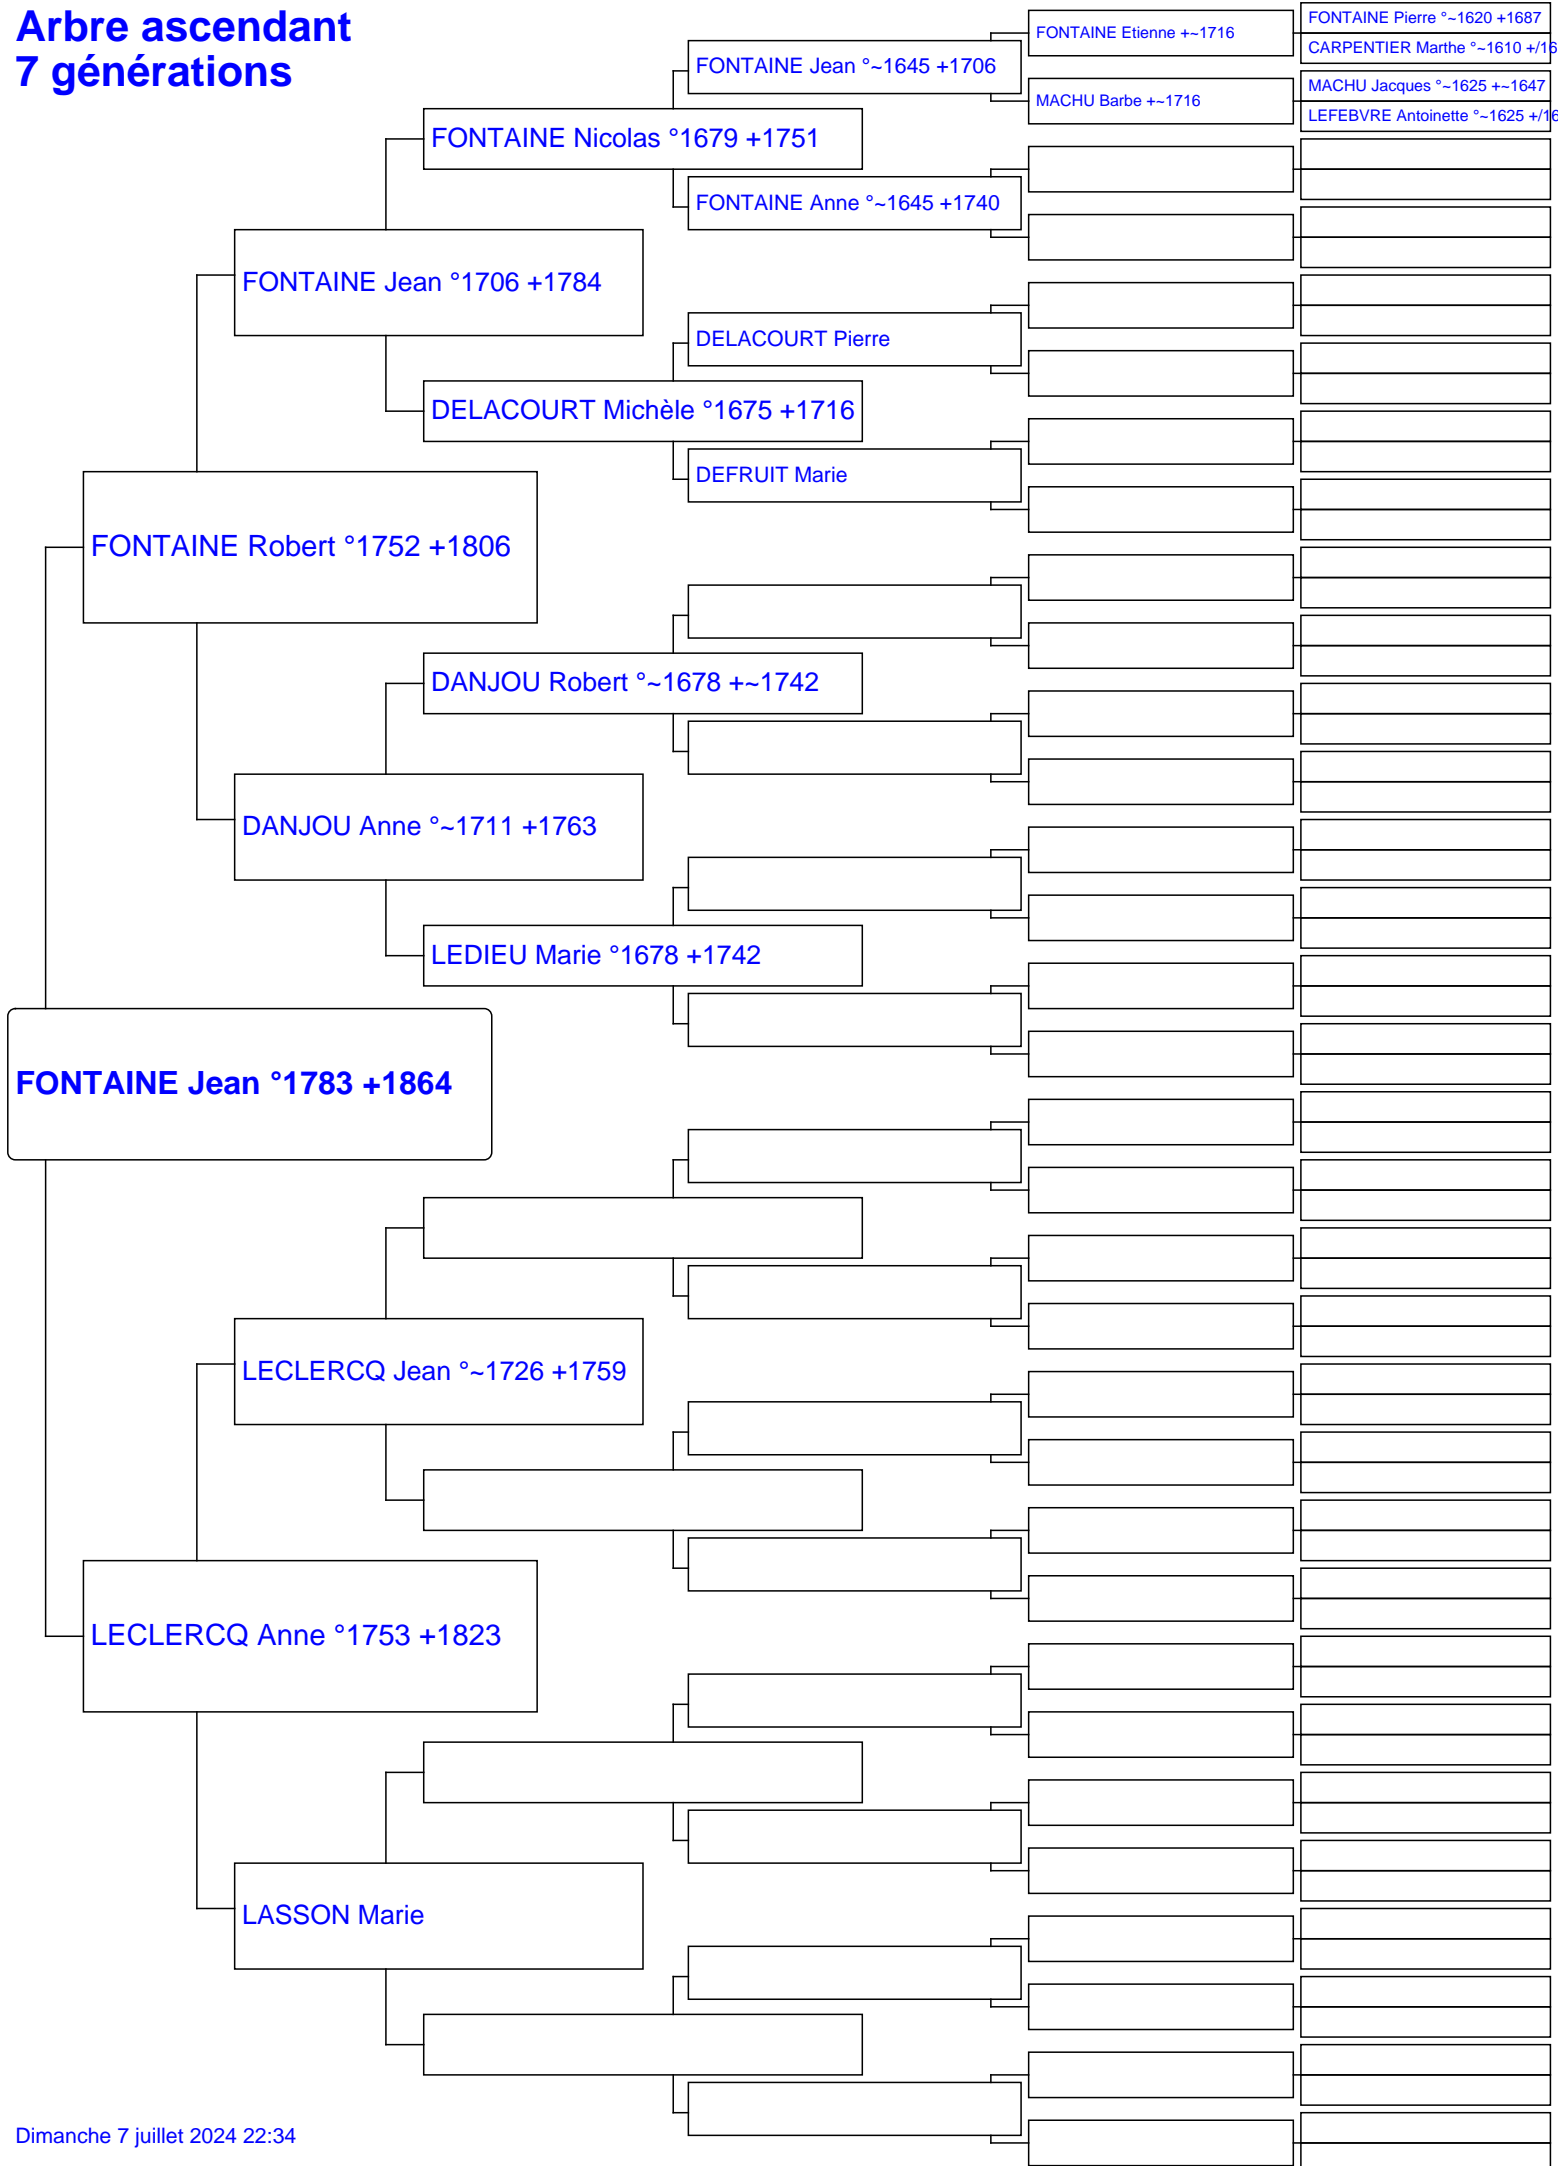 Arbre ascendant
7 générations
FONTAINE Etienne +~1716
FONTAINE Pierre °~1620 +1687
CARPENTIER Marthe °~1610 +/16
FONTAINE Jean °~1645 +1706
MACHU Barbe +~1716
MACHU Jacques °~1625 +~1647
LEFEBVRE Antoinette °~1625 +/16
FONTAINE Nicolas °1679 +1751
FONTAINE Anne °~1645 +1740
FONTAINE Jean °1706 +1784
DELACOURT Pierre
DELACOURT Michèle °1675 +1716
DEFRUIT Marie
FONTAINE Robert °1752 +1806
DANJOU Robert °~1678 +~1742
DANJOU Anne °~1711 +1763
LEDIEU Marie °1678 +1742
FONTAINE Jean °1783 +1864
LECLERCQ Jean °~1726 +1759
LECLERCQ Anne °1753 +1823
LASSON Marie
Dimanche 7 juillet 2024 22:34